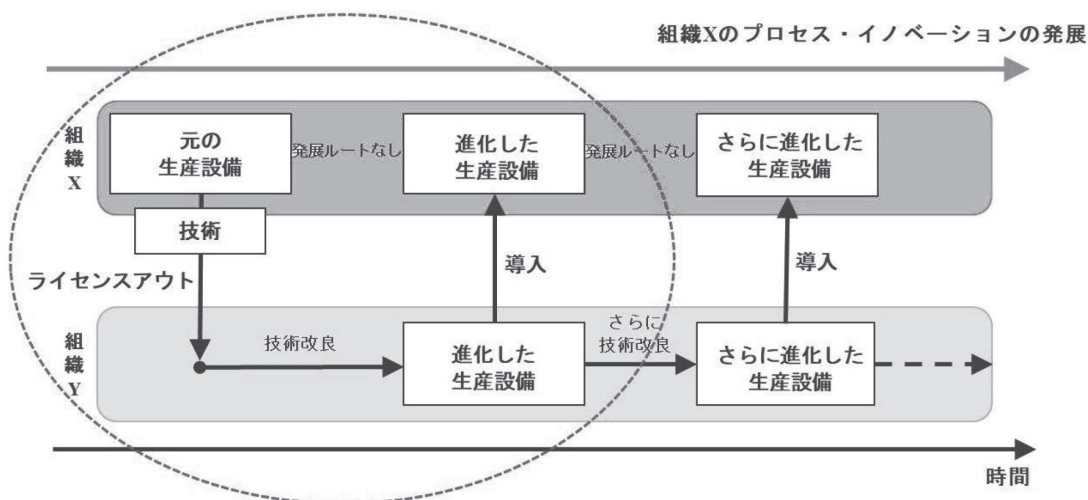 組織Xのプロセス・イノベーションの発展
組織X
元の
生産設備
発展ルートなし
進化した
生産設備
発展ルートなし
さらに進化した
生産設備
技術
ライセンスアウト
導入
導入
組織Y
技術改良
進化した
生産設備
さらに
技術改良
さらに進化した
生産設備
時間